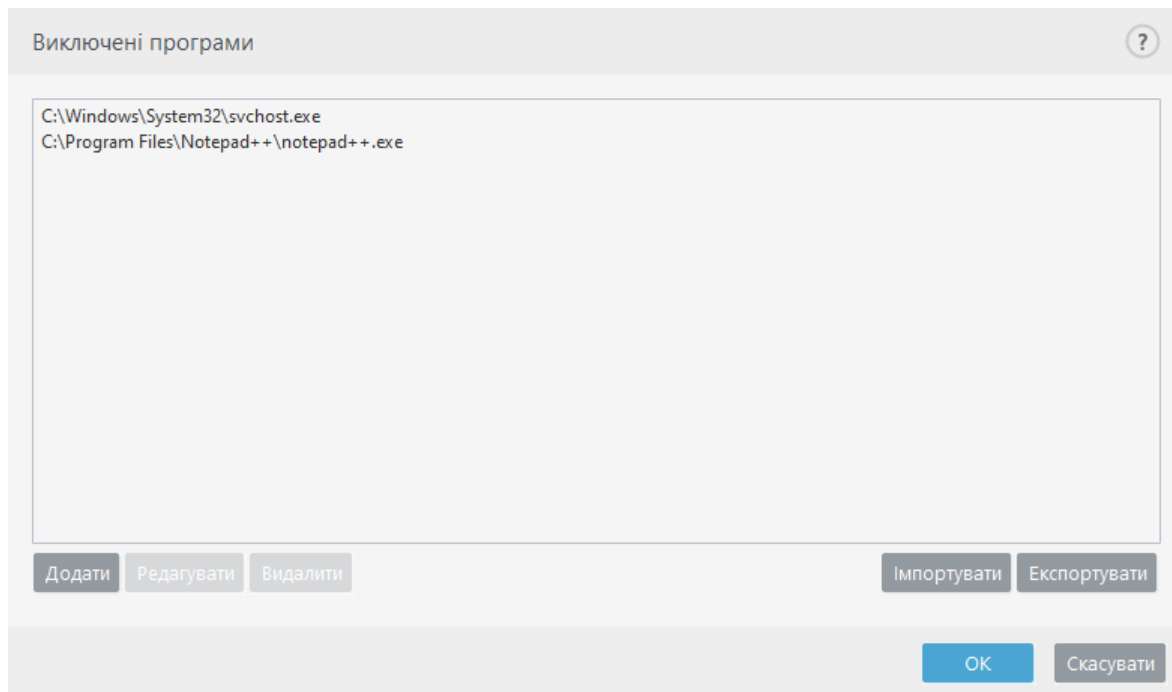 Виключені програми
?
C:\Windows\System32\svchost.exe
C:\Program Files\Notepad++\notepad++.exe
Додати Редагувати Видалити Імпортувати Експортувати
OK Скасувати